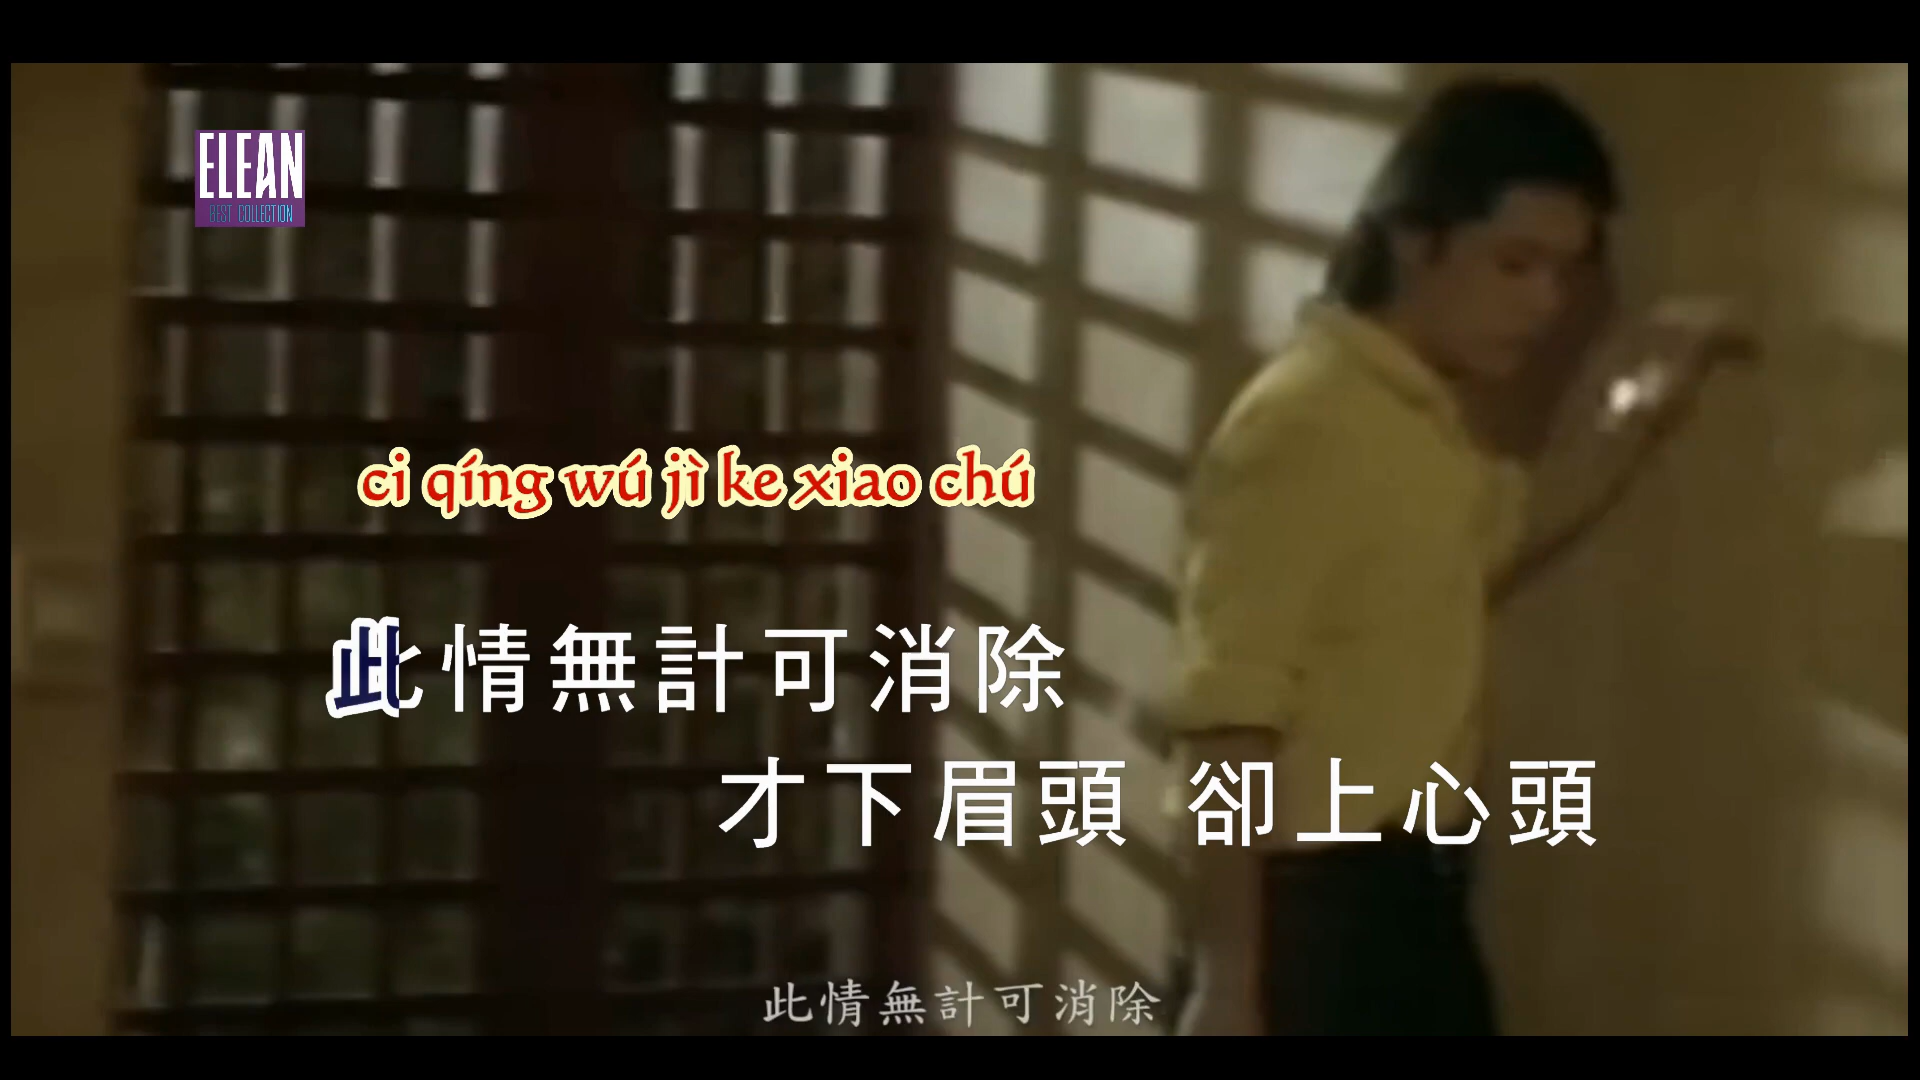 ELEAN
BEST COLLECTION
ci qíng wú jì ke xiao chú
此情無計可消除
才下眉頭 卻上心頭
此情無計可消除